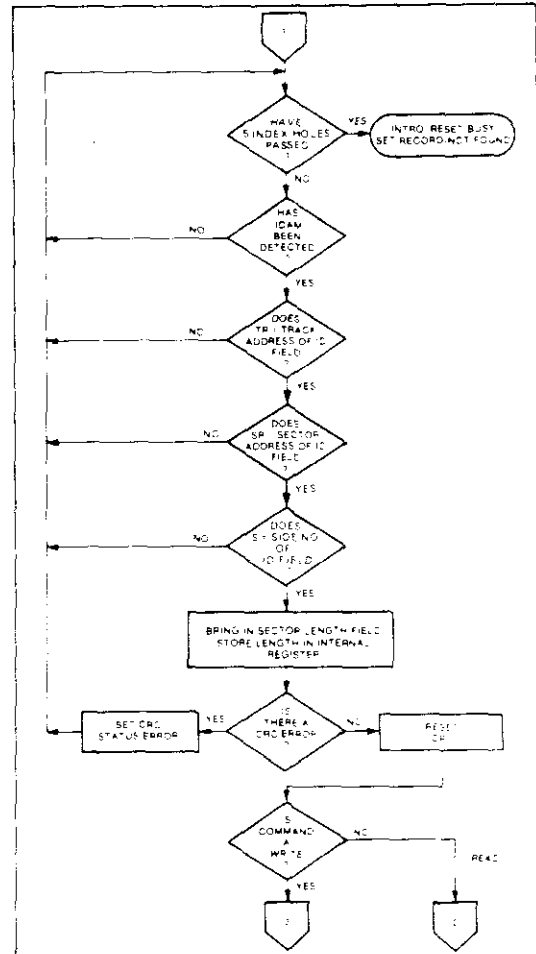 HAVE
5 INDEX HOLES
PASSED
?
YES
INTRQ RESET BUSY
SET RECORD-NOT FOUND
NO
HAS
IDAM
BEEN
DETECTED
?
NO
YES
DOES
TR = TRACK
ADDRESS OF ID
FIELD
?
NO
YES
DOES
SR = SECTOR
ADDRESS OF ID
FIELD
?
NO
YES
DOES
S = SIDE NO
OF
ID FIELD
NO
YES
BRING IN SECTOR LENGTH FIELD
STORE LENGTH IN INTERNAL
REGISTER
IS
THERE A
CRC ERROR
?
YES
SET CRC
STATUS ERROR
NO
RESET
CR
IS
COMMAND
A
WRITE
?
NO
READ
YES